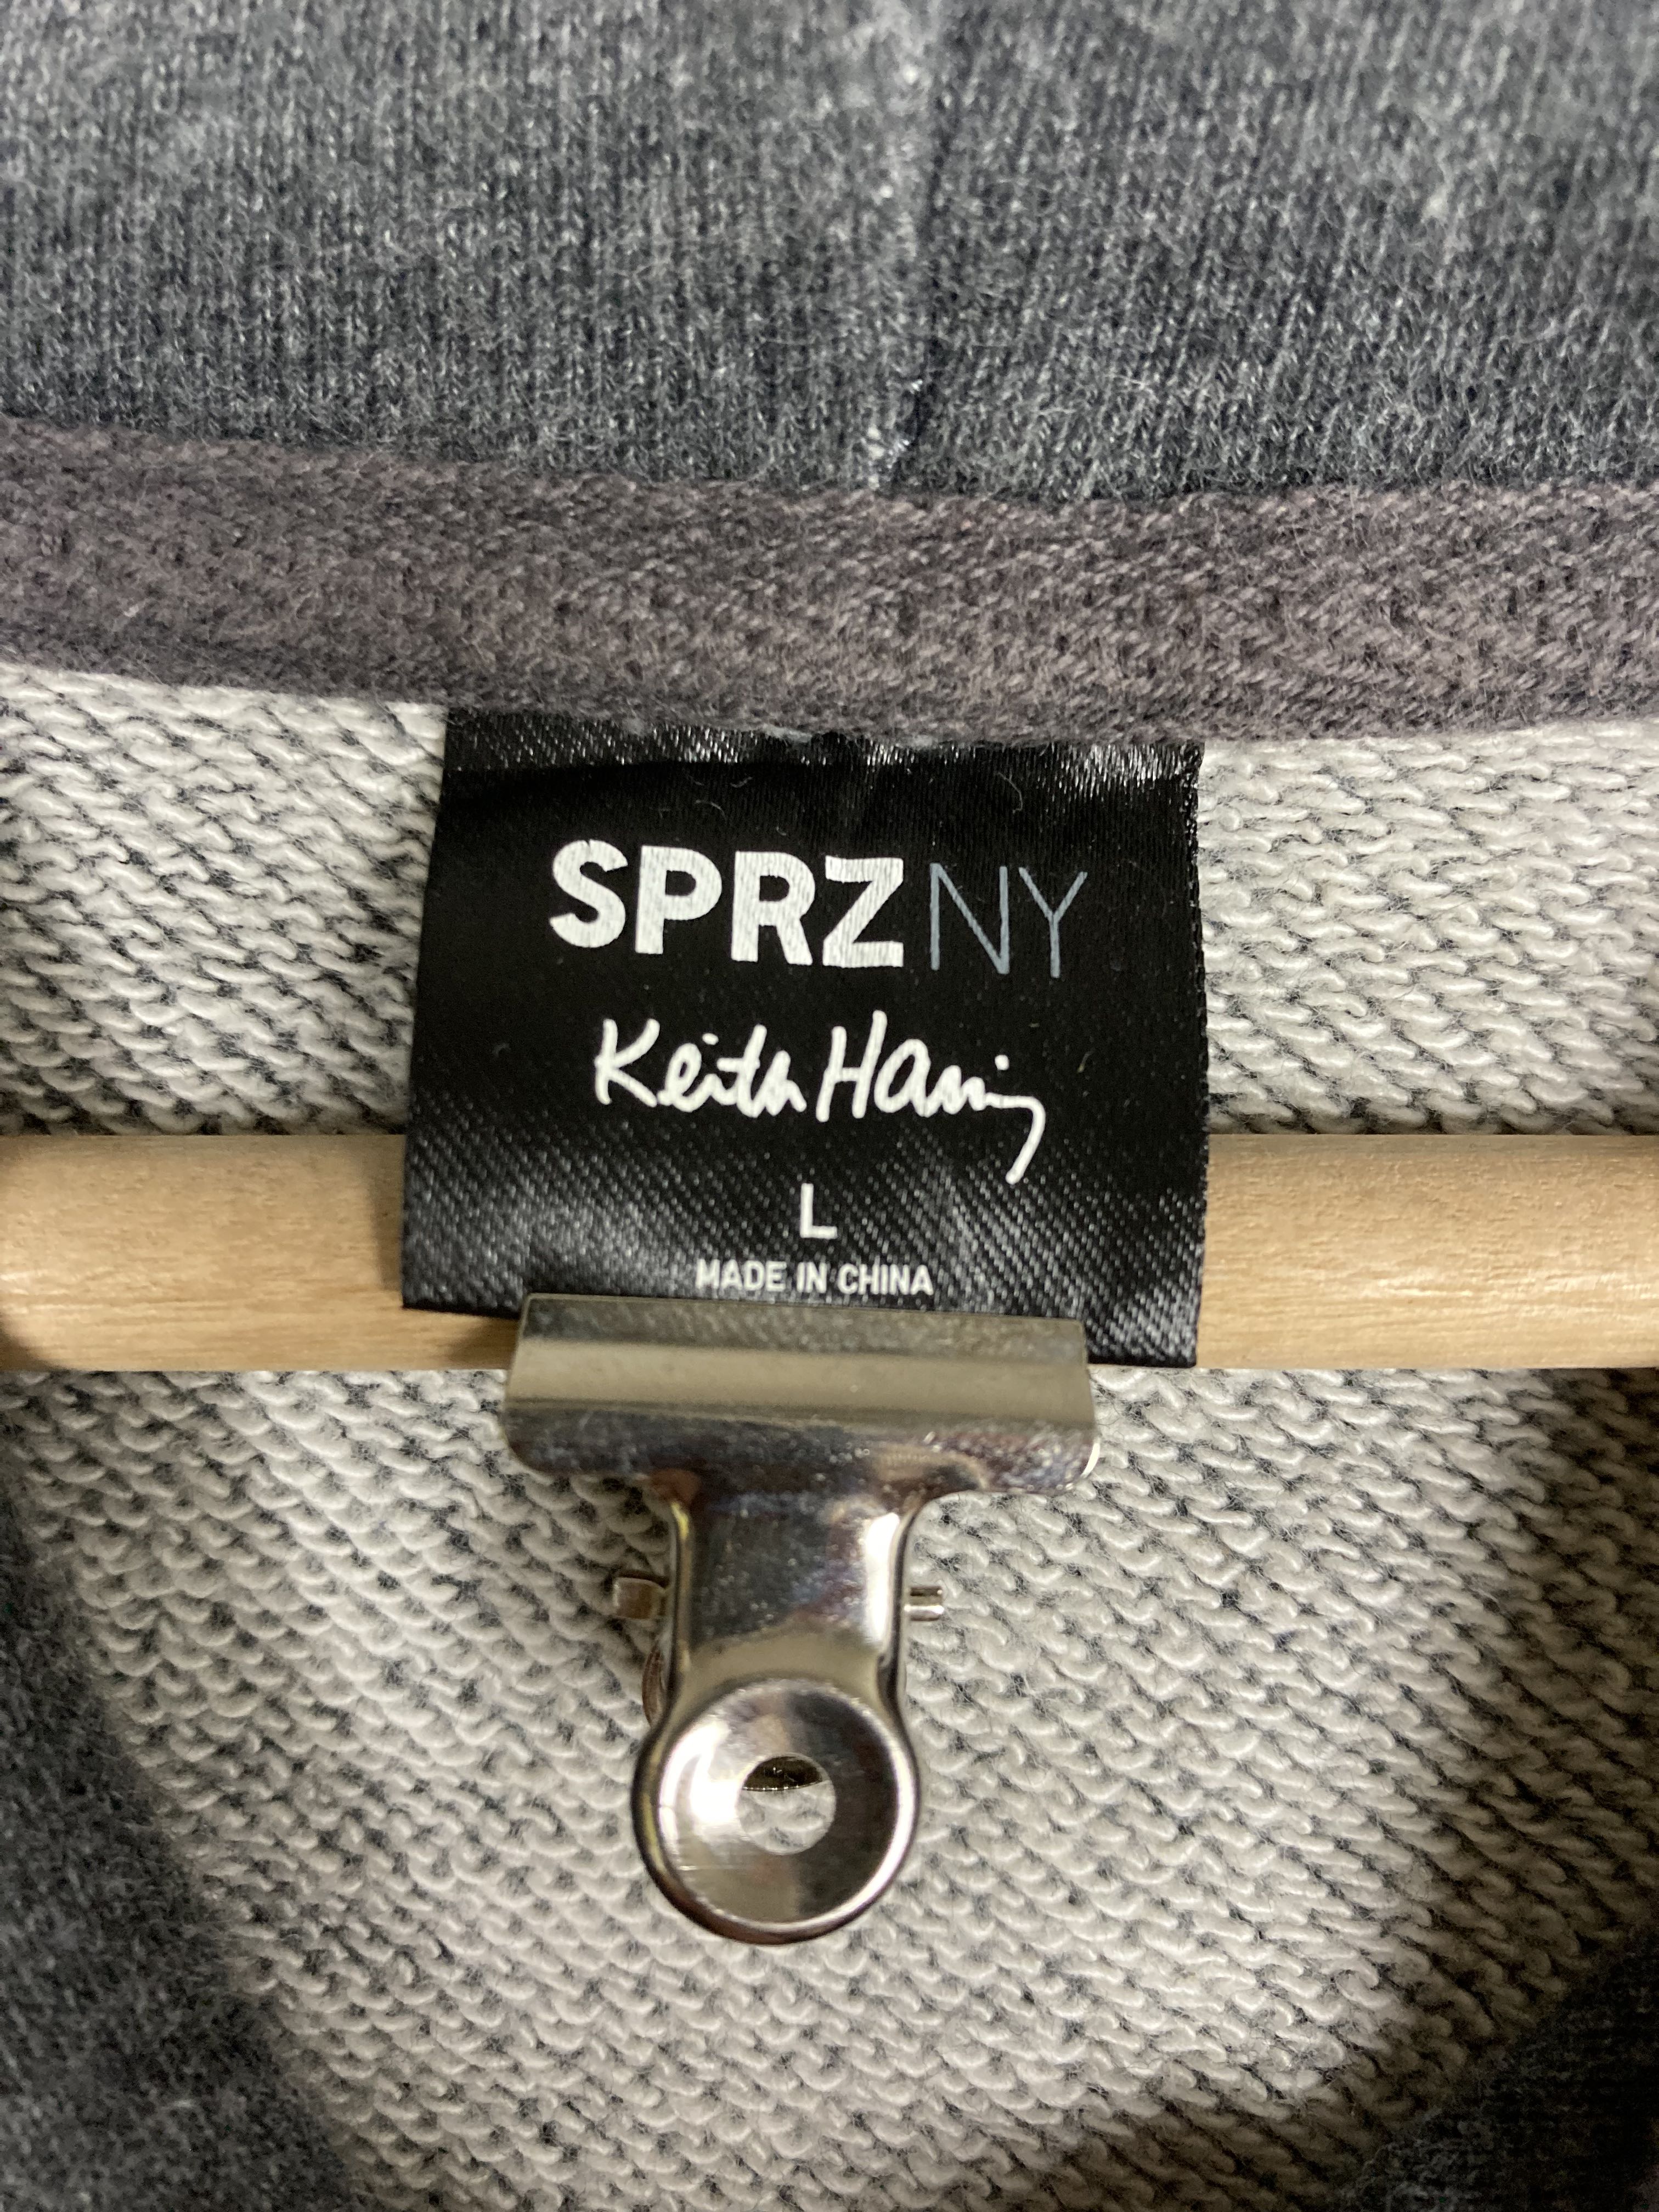 SPRZ NY
Keith Haring
L
MADE IN CHINA